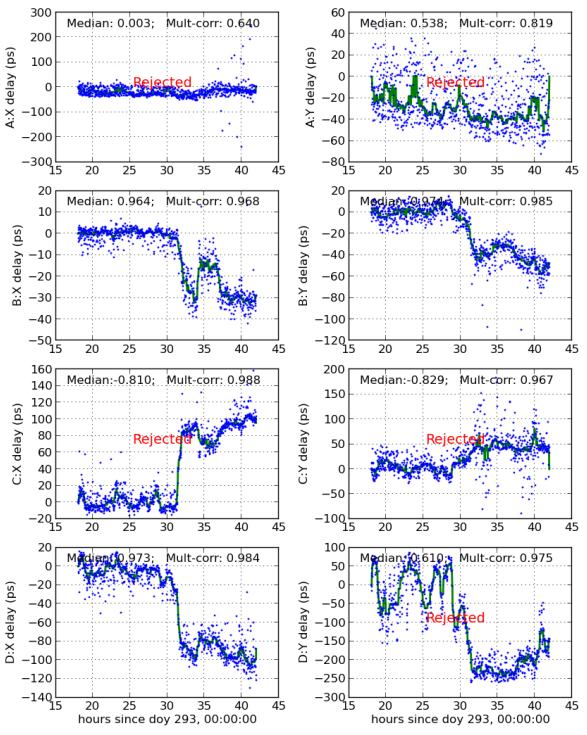 Median: 0.003; Mult-corr: 0.640
Rejected
A:X delay (ps)
300
200
100
0
−100
−200
−300
15 20 25 30 35 40 45
Median: 0.538; Mult-corr: 0.819
Rejected
A:Y delay (ps)
60
40
20
0
−20
−40
−60
−80
15 20 25 30 35 40 45
Median: 0.964; Mult-corr: 0.968
B:X delay (ps)
20
10
0
−10
−20
−30
−40
−50
15 20 25 30 35 40 45
Median: 0.974; Mult-corr: 0.985
B:Y delay (ps)
20
0
−20
−40
−60
−80
−100
−120
15 20 25 30 35 40 45
Median:-0.810; Mult-corr: 0.988
Rejected
C:X delay (ps)
160
140
120
100
80
60
40
20
0
−20
15 20 25 30 35 40 45
Median:-0.829; Mult-corr: 0.967
Rejected
C:Y delay (ps)
200
150
100
50
0
−50
−100
15 20 25 30 35 40 45
Median: 0.973; Mult-corr: 0.984
D:X delay (ps)
20
0
−20
−40
−60
−80
−100
−120
−140
15 20 25 30 35 40 45
hours since doy 293, 00:00:00
Median: 0.610; Mult-corr: 0.975
Rejected
D:Y delay (ps)
100
50
0
−50
−100
−150
−200
−250
−300
15 20 25 30 35 40 45
hours since doy 293, 00:00:00